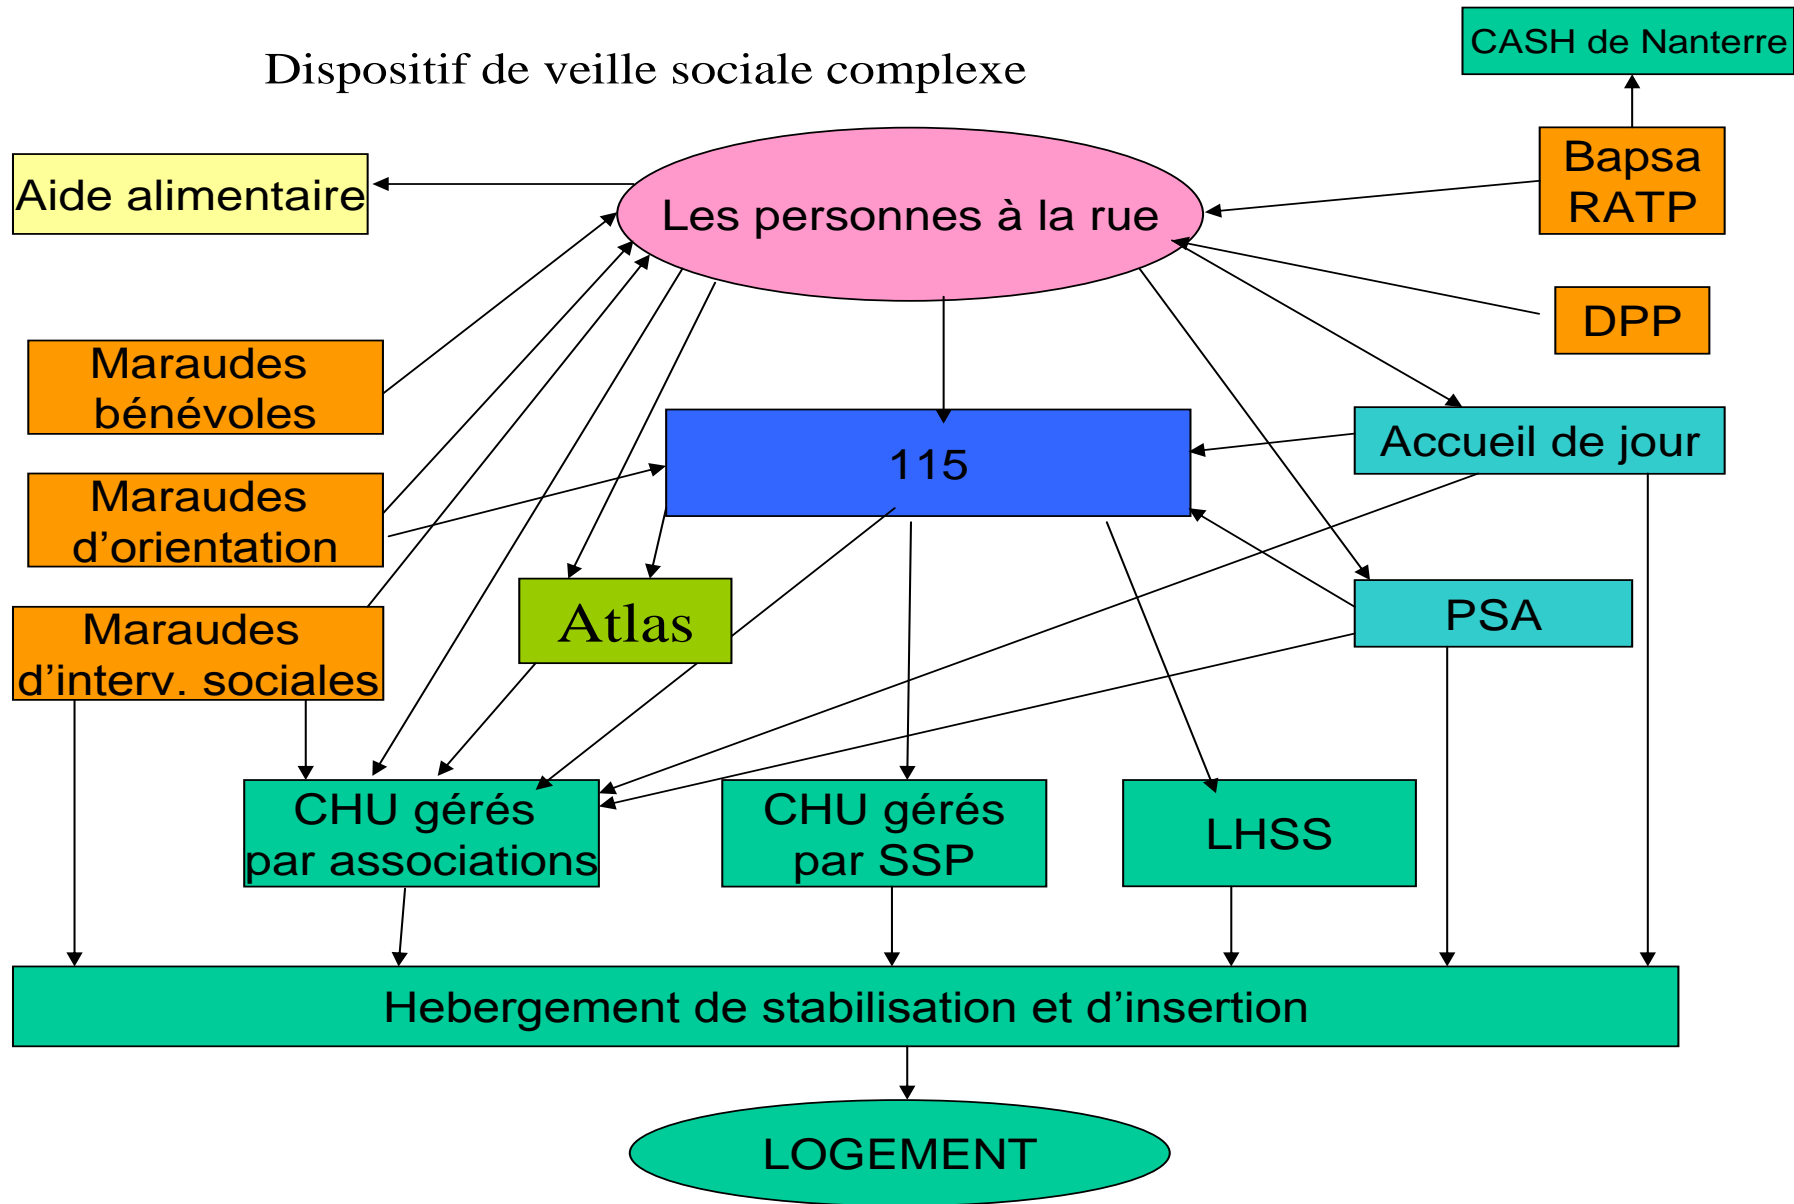 CASH de Nanterre
Dispositif de veille sociale complexe
Bapsa
RATP
Aide alimentaire
Les personnes à la rue
DPP
Maraudes
bénévoles
115
Accueil de jour
Maraudes
d’orientation
Atlas
PSA
Maraudes
d’interv. sociales
CHU gérés
par associations
CHU gérés
par SSP
LHSS
Hebergement de stabilisation et d’insertion
LOGEMENT